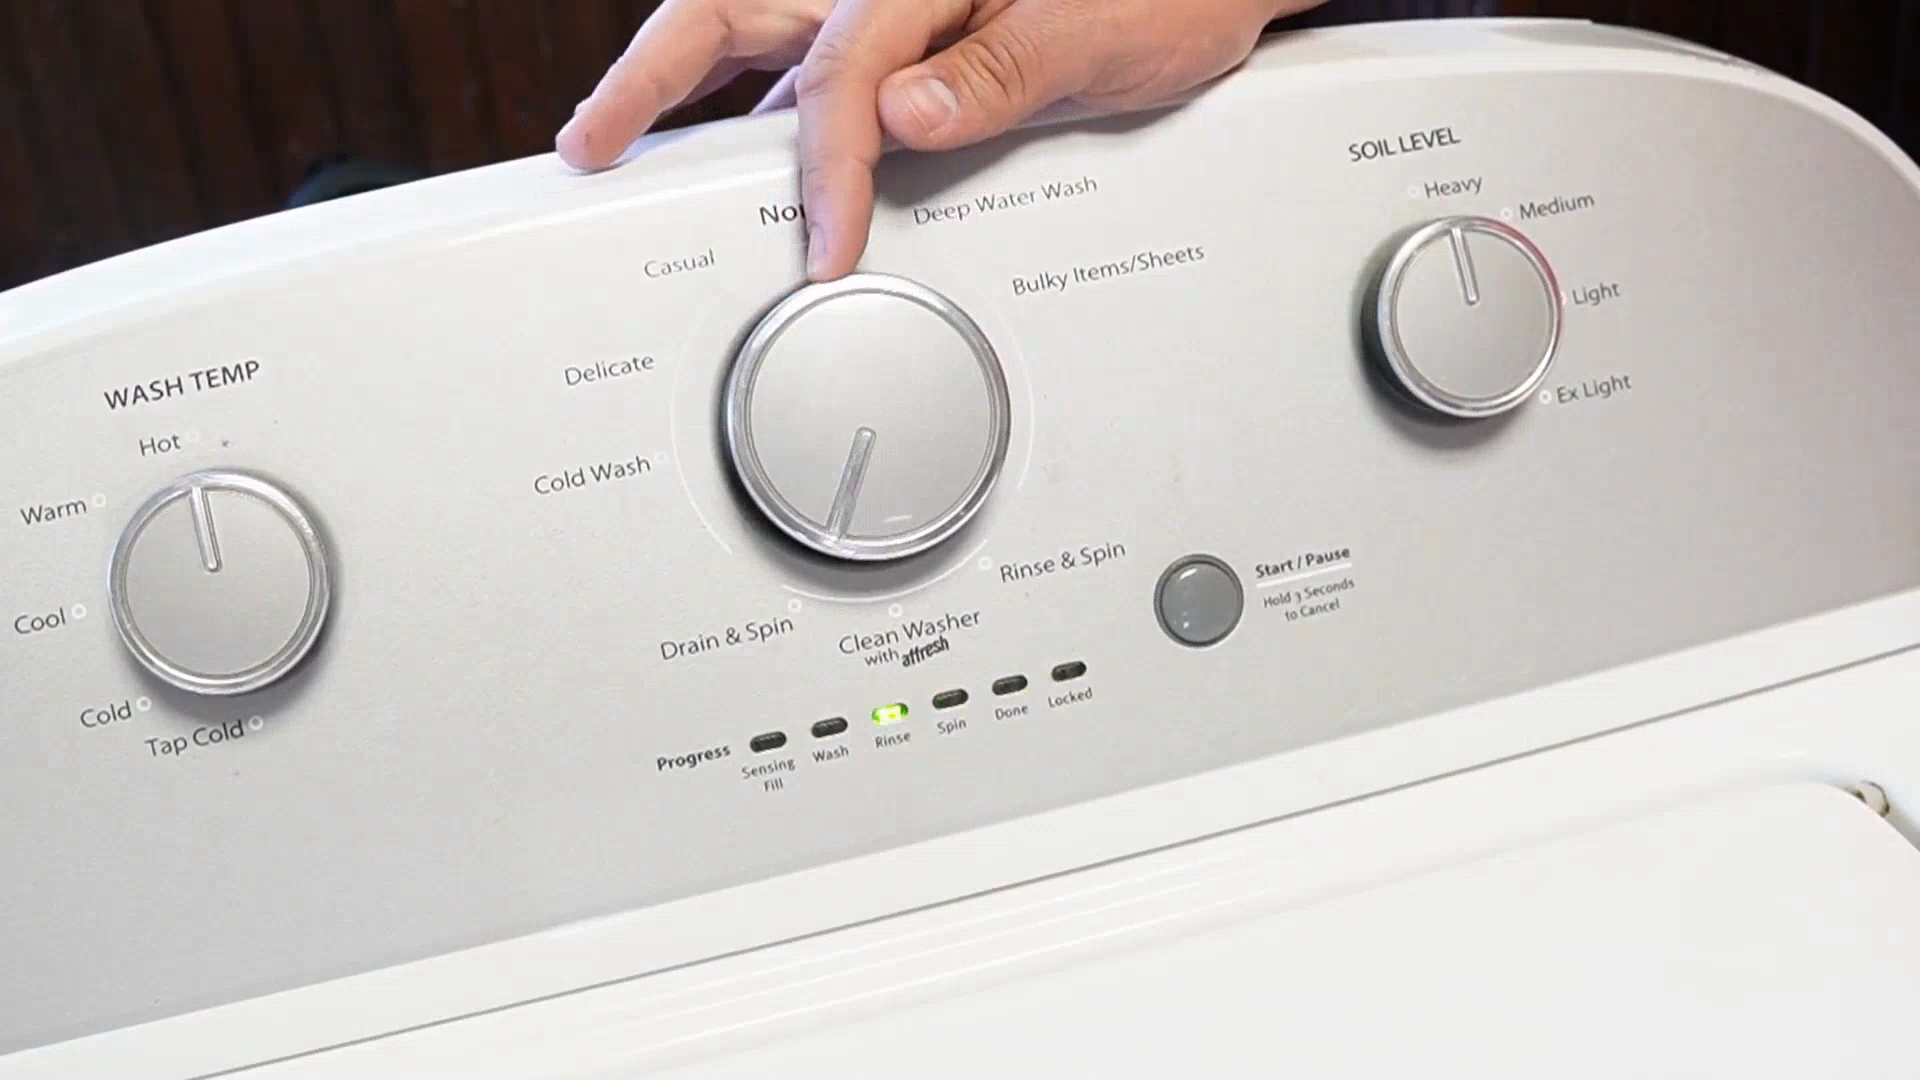 Deep Water Wash
Casual
Bulky Items/Sheets
Delicate
Cold Wash
Rinse & Spin
Clean Washer
with affresh
Drain & Spin
WASH TEMP
Hot
Warm
Cool
Cold
Tap Cold
SOIL LEVEL
Heavy
Medium
Light
Ex Light
Start / Pause
Hold 3 Seconds
to Cancel
Progress
Sensing
Fill
Wash
Rinse
Spin
Done
Locked